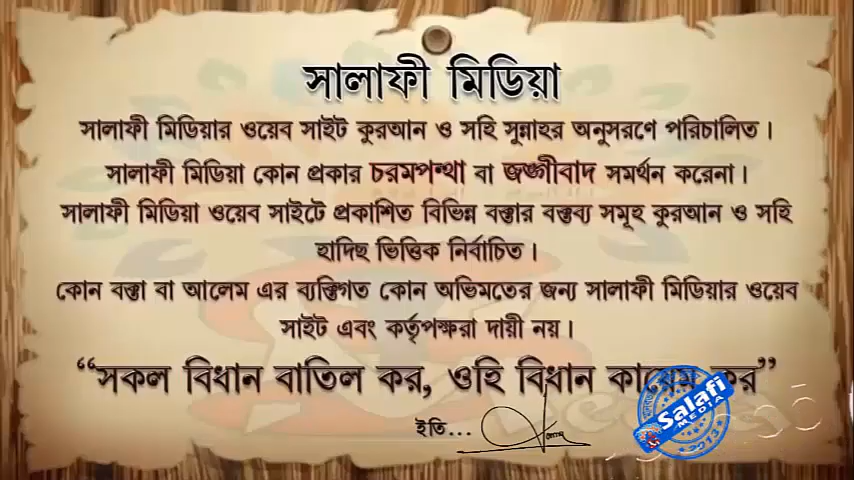 সালাফী মিডিয়া
সালাফী মিডিয়ার ওয়েব সাইট কুরআন ও সহি সুন্নাহর অনুসরণে পরিচালিত।
সালাফী মিডিয়া কোন প্রকার চরমপন্থা বা জঙ্গীবাদ সমর্থন করেনা।
সালাফী মিডিয়া ওয়েব সাইটে প্রকাশিত বিভিন্ন বক্তার বক্তব্য সমূহ কুরআন ও সহি
হাদিছ ভিত্তিক নির্বাচিত।
কোন বক্তা বা আলেম এর ব্যক্তিগত কোন অভিমতের জন্য সালাফী মিডিয়ার ওয়েব
সাইট এবং কর্তৃপক্ষরা দায়ী নয়।
“সকল বিধান বাতিল কর, ওহি বিধান কায়েম কর”
ইতি...
Salafi
MEDIA
2013